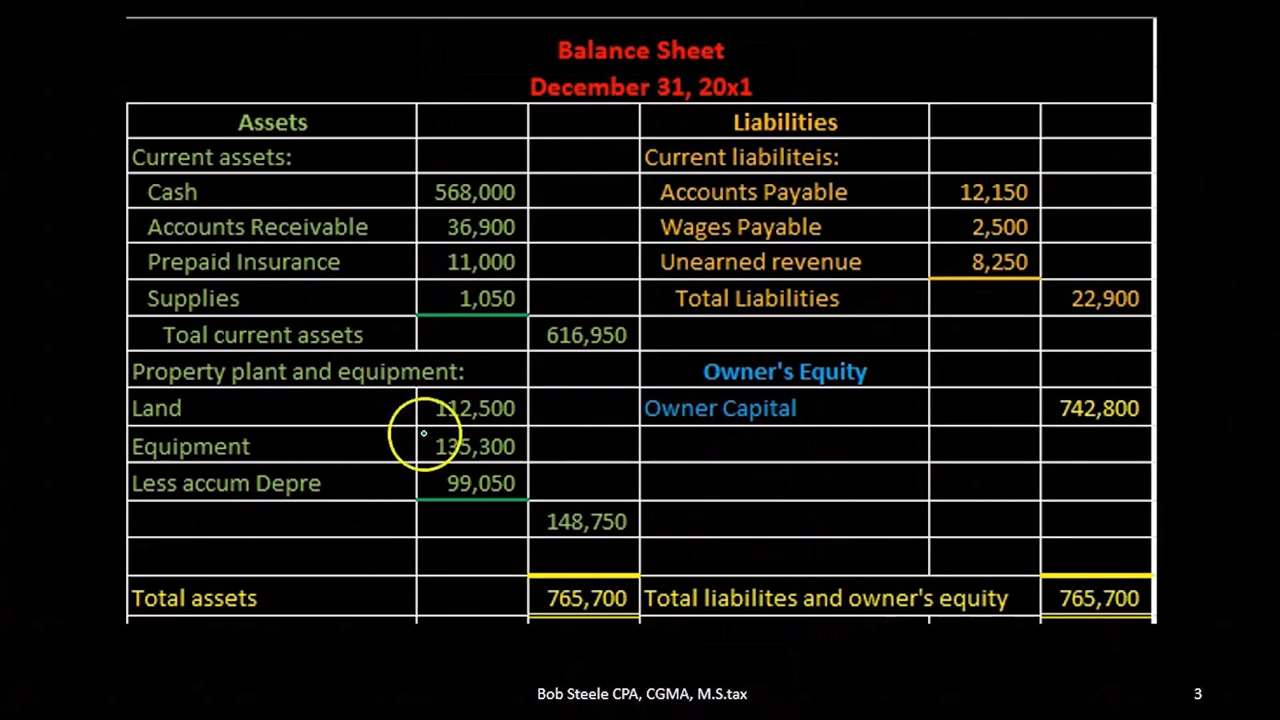 Balance Sheet
December 31, 20x1
Assets Liabilities
Current assets: Current liabiliteis:
Cash 568,000 Accounts Payable 12,150
Accounts Receivable 36,900 Wages Payable 2,500
Prepaid Insurance 11,000 Unearned revenue 8,250
Supplies 1,050 Total Liabilities 22,900
Toal current assets 616,950
Property plant and equipment: Owner's Equity
Land 112,500 Owner Capital 742,800
Equipment 135,300
Less accum Depre 99,050
148,750
Total assets 765,700 Total liabilites and owner's equity 765,700
Bob Steele CPA, CGMA, M.S.tax 3